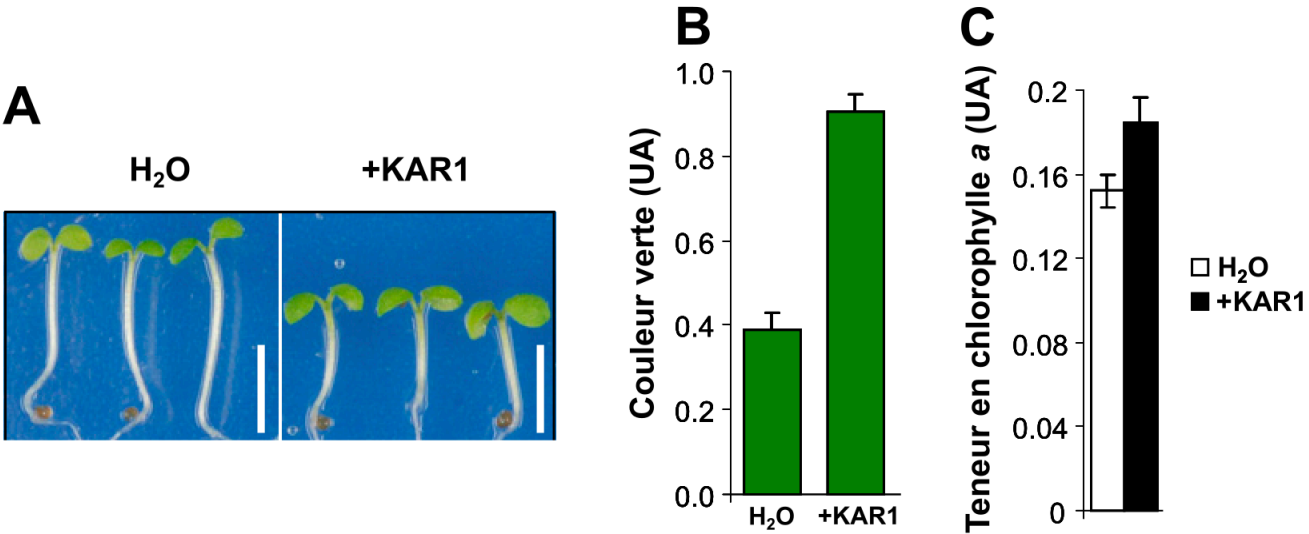 A
H₂O
+KAR1
B
Couleur verte (UA)
1.0
0.8
0.6
0.4
0.2
0.0
H₂O
+KAR1
C
Teneur en chlorophylle a (UA)
0.2
0.16
0.12
0.08
0.04
0
H₂O
+KAR1